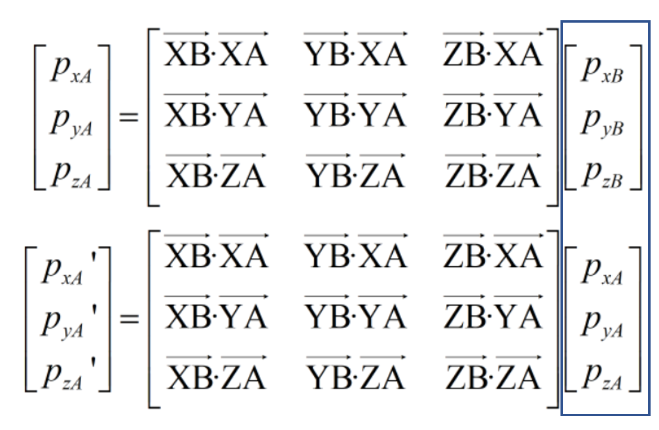 p_xA XB·XA YB·XA ZB·XA p_xB
p_yA = XB·YA YB·YA ZB·YA p_yB
p_zA XB·ZA YB·ZA ZB·ZA p_zB
p_xA ' XB·XA YB·XA ZB·XA p_xA
p_yA ' = XB·YA YB·YA ZB·YA p_yA
p_zA ' XB·ZA YB·ZA ZB·ZA p_zA